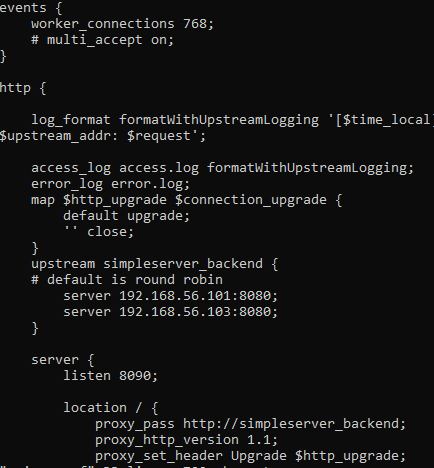 events {
worker_connections 768;
# multi_accept on;
}
http {
log_format formatWithUpstreamLogging '[$time_local]
$upstream_addr: $request';
access_log access.log formatWithUpstreamLogging;
error_log error.log;
map $http_upgrade $connection_upgrade {
default upgrade;
'' close;
}
upstream simpleserver_backend {
# default is round robin
server 192.168.56.101:8080;
server 192.168.56.103:8080;
}
server {
listen 8090;
location / {
proxy_pass http://simpleserver_backend;
proxy_http_version 1.1;
proxy_set_header Upgrade $http_upgrade;